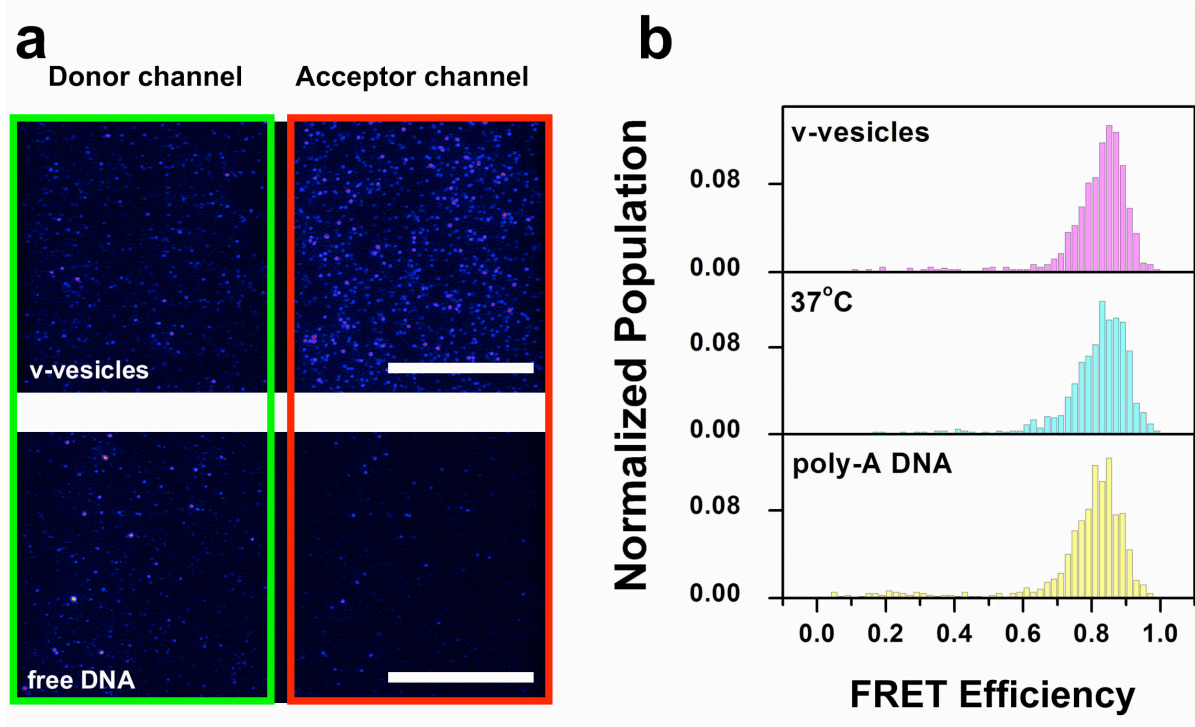 a
Donor channel
Acceptor channel
v-vesicles
free DNA
b
Normalized Population
v-vesicles
0.08
0.00
37°C
0.08
0.00
poly-A DNA
0.08
0.00
0.0 0.2 0.4 0.6 0.8 1.0
FRET Efficiency